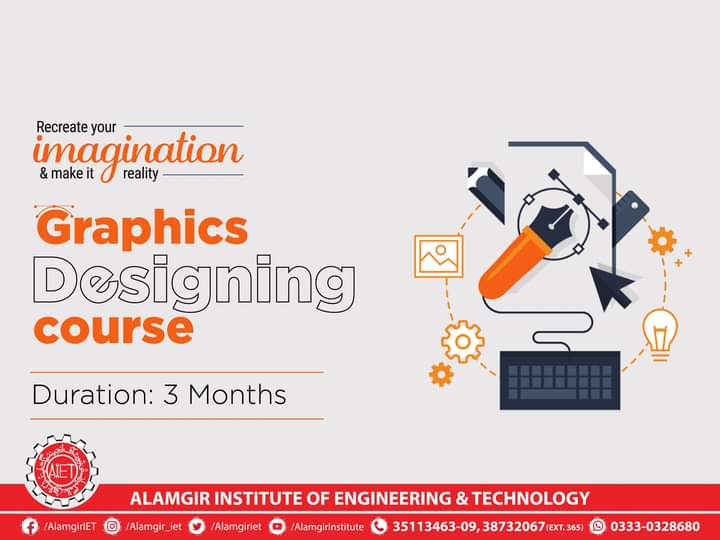 Recreate your
imagination
& make it reality
Graphics
Designing
course
Duration: 3 Months
AIET
ALAMGIR INSTITUTE OF ENGINEERING & TECHNOLOGY
/AlamgirIET /Alamgir_iet /Alamgiriet /AlamgirInstitute 35113463-09, 38732067 (EXT. 365) 0333-0328680